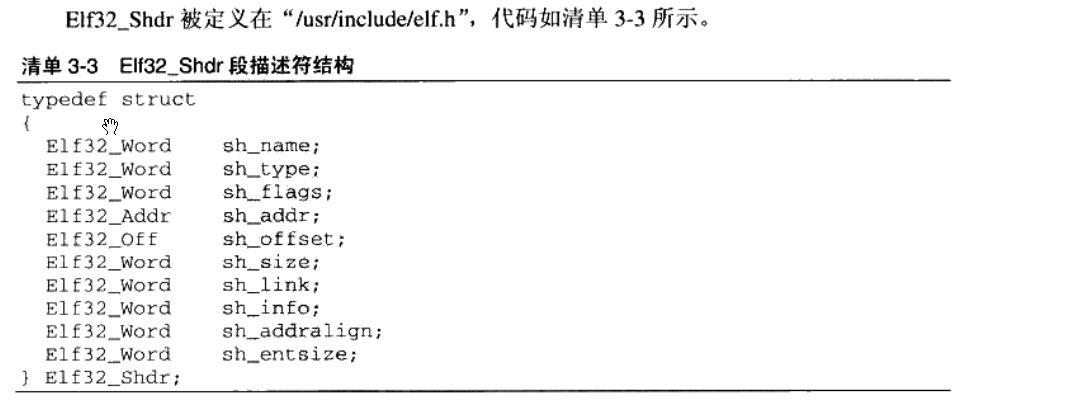 Elf32_Shdr 被定义在“/usr/include/elf.h”，代码如清单 3-3 所示。
清单 3-3 Elf32_Shdr 段描述符结构
typedef struct
{
Elf32_Word sh_name;
Elf32_Word sh_type;
Elf32_Word sh_flags;
Elf32_Addr sh_addr;
Elf32_Off sh_offset;
Elf32_Word sh_size;
Elf32_Word sh_link;
Elf32_Word sh_info;
Elf32_Word sh_addralign;
Elf32_Word sh_entsize;
} Elf32_Shdr;